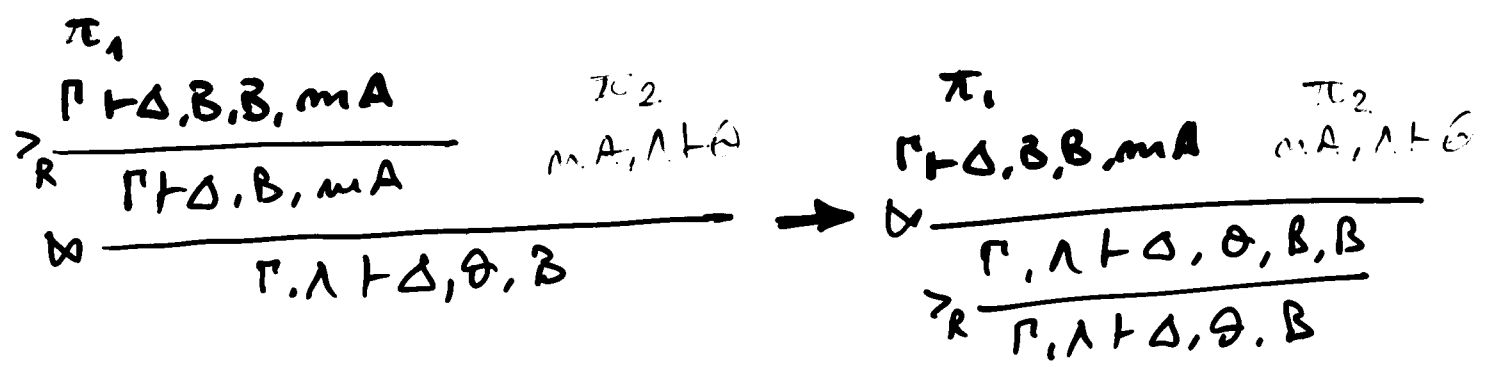 π₁ π₂ π₁ π₂
Γ ⊢ Δ, B, B, mA mA, Λ ⊢ Θ Γ ⊢ Δ, B, B, mA mA, Λ ⊢ Θ
>R
Γ ⊢ Δ, B, mA
⋈ → ⋈
Γ, Λ ⊢ Δ, Θ, B Γ, Λ ⊢ Δ, Θ, B, B
>R
Γ, Λ ⊢ Δ, Θ, B